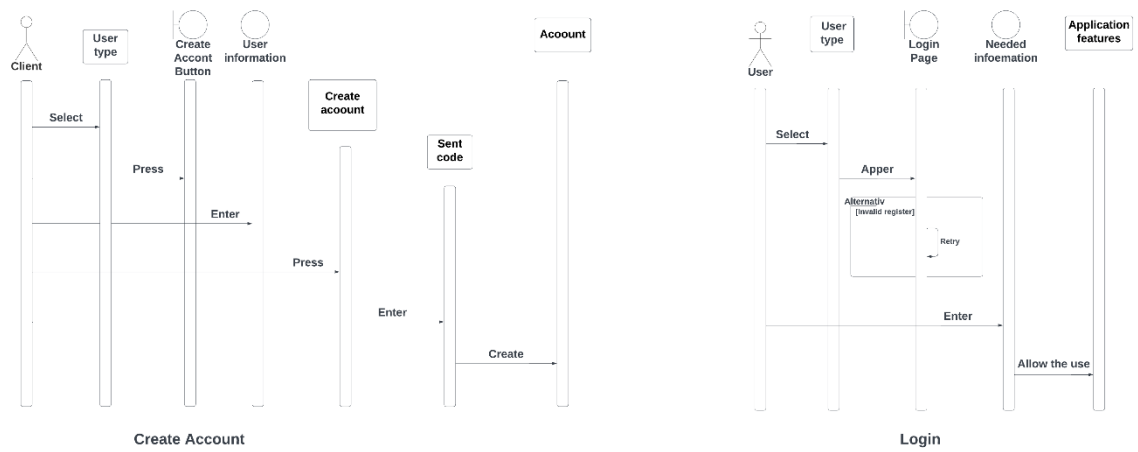 Client
User
type
Create
Accont
Button
User
information
Acoount
Create
acoount
Sent
code
Select
Press
Enter
Press
Enter
Create
Create Account
User
User
type
Login
Page
Needed
infoemation
Application
features
Select
Apper
Alternativ
[Invalid register]
Retry
Enter
Allow the use
Login